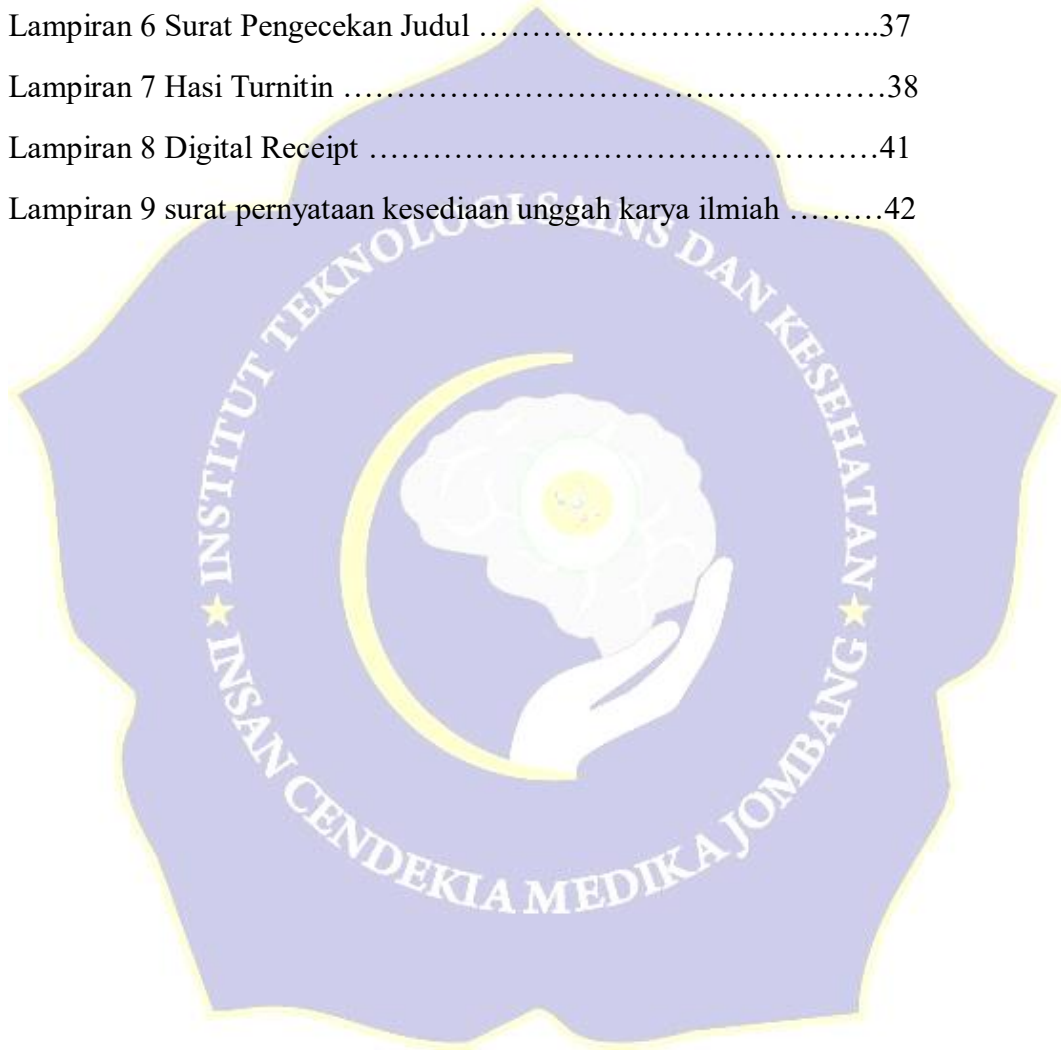 Lampiran 6 Surat Pengecekan Judul ………………………………..37
Lampiran 7 Hasi Turnitin ……………………………………………38
Lampiran 8 Digital Receipt …………………………………………41
Lampiran 9 surat pernyataan kesediaan unggah karya ilmiah ………42
INSTITUT TEKNOLOGI SAINS DAN KESEHATAN
INSAN CENDEKIA MEDIKA JOMBANG